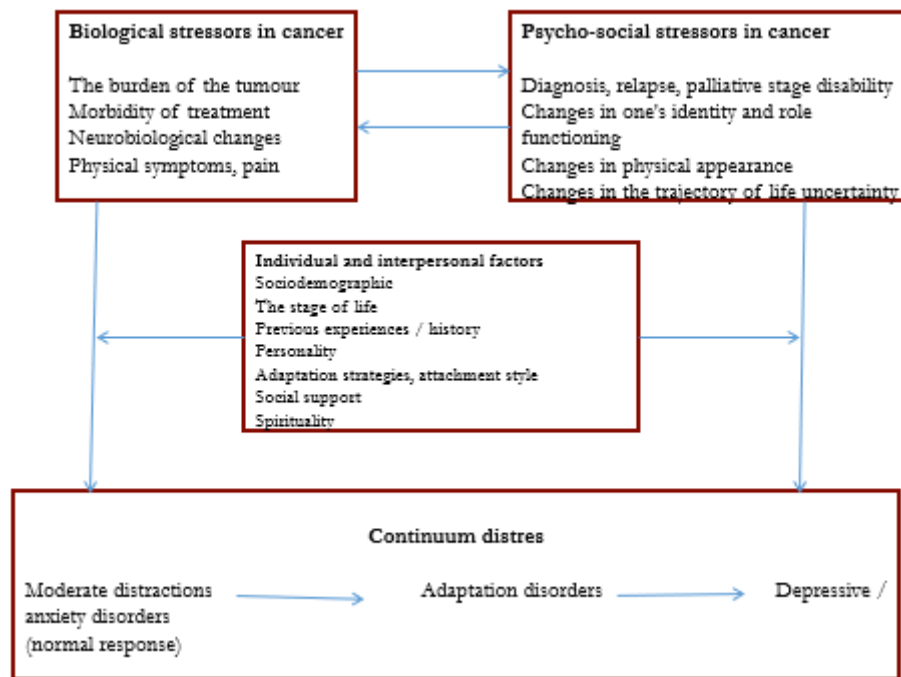 Biological stressors in cancer
The burden of the tumour
Morbidity of treatment
Neurobiological changes
Physical symptoms, pain
Psycho-social stressors in cancer
Diagnosis, relapse, palliative stage disability
Changes in one's identity and role
functioning
Changes in physical appearance
Changes in the trajectory of life uncertainty
Individual and interpersonal factors
Sociodemographic
The stage of life
Previous experiences / history
Personality
Adaptation strategies, attachment style
Social support
Spirituality
Continuum distres
Moderate distractions
anxiety disorders
(normal response)
Adaptation disorders
Depressive /